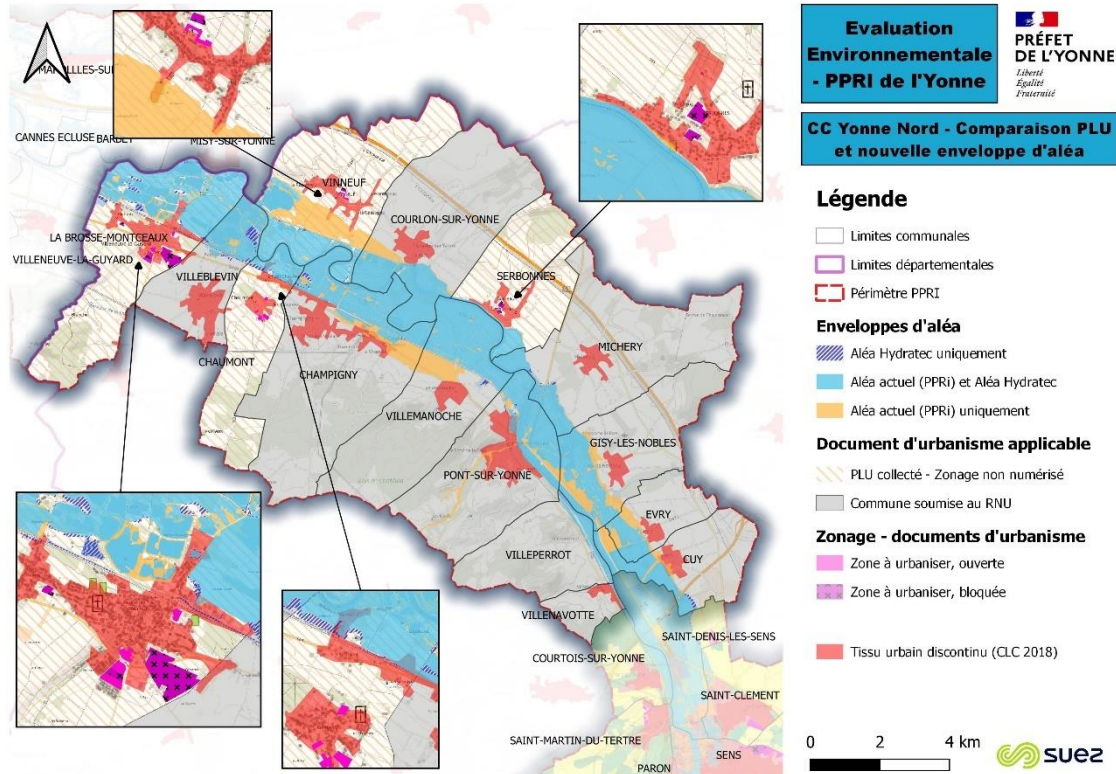 MAROLLLES-SU
CANNES ECLUSE
BARBEY
MISY-SUR-YONNE
VINNEUF
COURLON-SUR-YONNE
LA BROSSE-MONTCEAUX
VILLENEUVE-LA-GUYARD
VILLEBLEVIN
SERBONNES
CHAUMONT
CHAMPIGNY
MICHERY
VILLEMANOCHE
GISY-LES-NOBLES
PONT-SUR-YONNE
EVRY
VILLEPERROT
CUY
VILLENAVOTTE
SAINT-DENIS-LES-SENS
COURTOIS-SUR-YONNE
SAINT-CLEMENT
SAINT-MARTIN-DU-TERTRE
SENS
PARON
Evaluation
Environnementale
- PPRI de l'Yonne
PRÉFET
DE L'YONNE
Liberté
Égalité
Fraternité
CC Yonne Nord - Comparaison PLU
et nouvelle enveloppe d'aléa
Légende
Limites communales
Limites départementales
Périmètre PPRI
Enveloppes d'aléa
Aléa Hydratec uniquement
Aléa actuel (PPRi) et Aléa Hydratec
Aléa actuel (PPRi) uniquement
Document d'urbanisme applicable
PLU collecté - Zonage non numérisé
Commune soumise au RNU
Zonage - documents d'urbanisme
Zone à urbaniser, ouverte
Zone à urbaniser, bloquée
Tissu urbain discontinu (CLC 2018)
0 2 4 km
suez